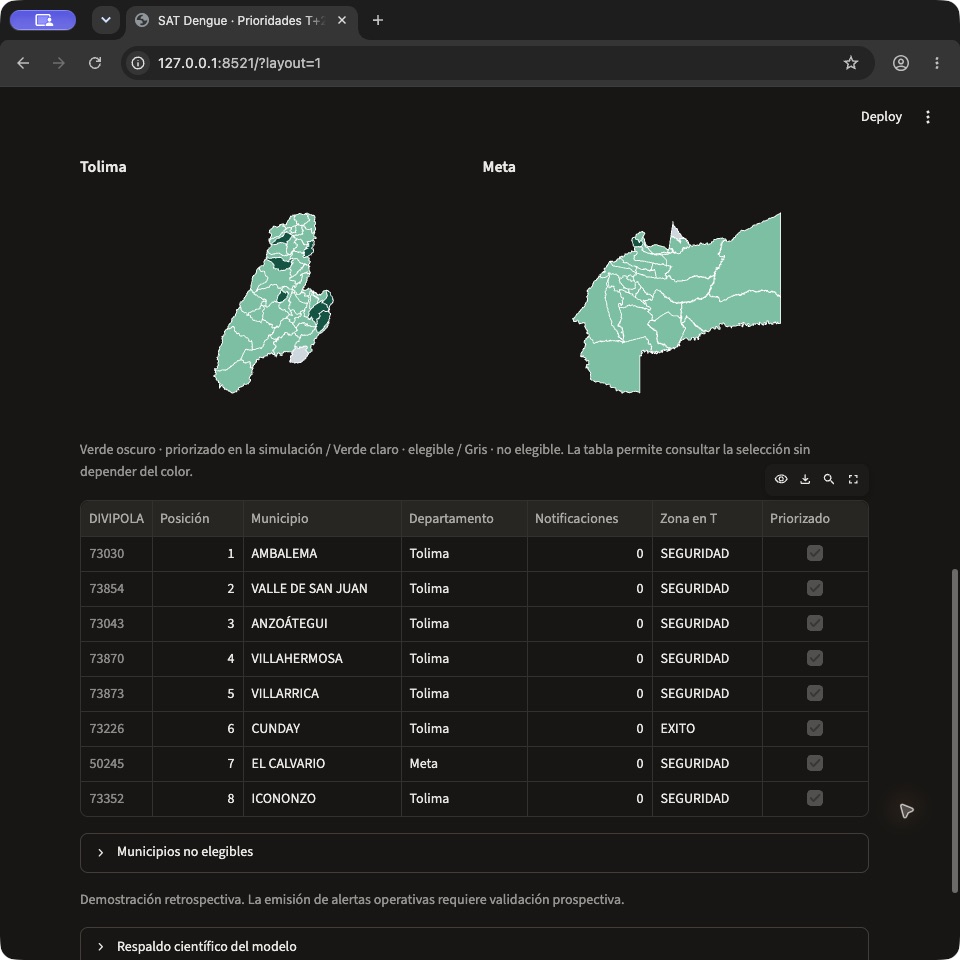 SAT Dengue · Prioridades T+
127.0.0.1:8521/?layout=1
Deploy
Tolima
Meta
Verde oscuro · priorizado en la simulación / Verde claro · elegible / Gris · no elegible. La tabla permite consultar la selección sin
depender del color.
DIVIPOLA Posición Municipio Departamento Notificaciones Zona en T Priorizado
73030 1 AMBALEMA Tolima 0 SEGURIDAD
73854 2 VALLE DE SAN JUAN Tolima 0 SEGURIDAD
73043 3 ANZOÁTEGUI Tolima 0 SEGURIDAD
73870 4 VILLAHERMOSA Tolima 0 SEGURIDAD
73873 5 VILLARRICA Tolima 0 SEGURIDAD
73226 6 CUNDAY Tolima 0 EXITO
50245 7 EL CALVARIO Meta 0 SEGURIDAD
73352 8 ICONONZO Tolima 0 SEGURIDAD
Municipios no elegibles
Demostración retrospectiva. La emisión de alertas operativas requiere validación prospectiva.
Respaldo científico del modelo